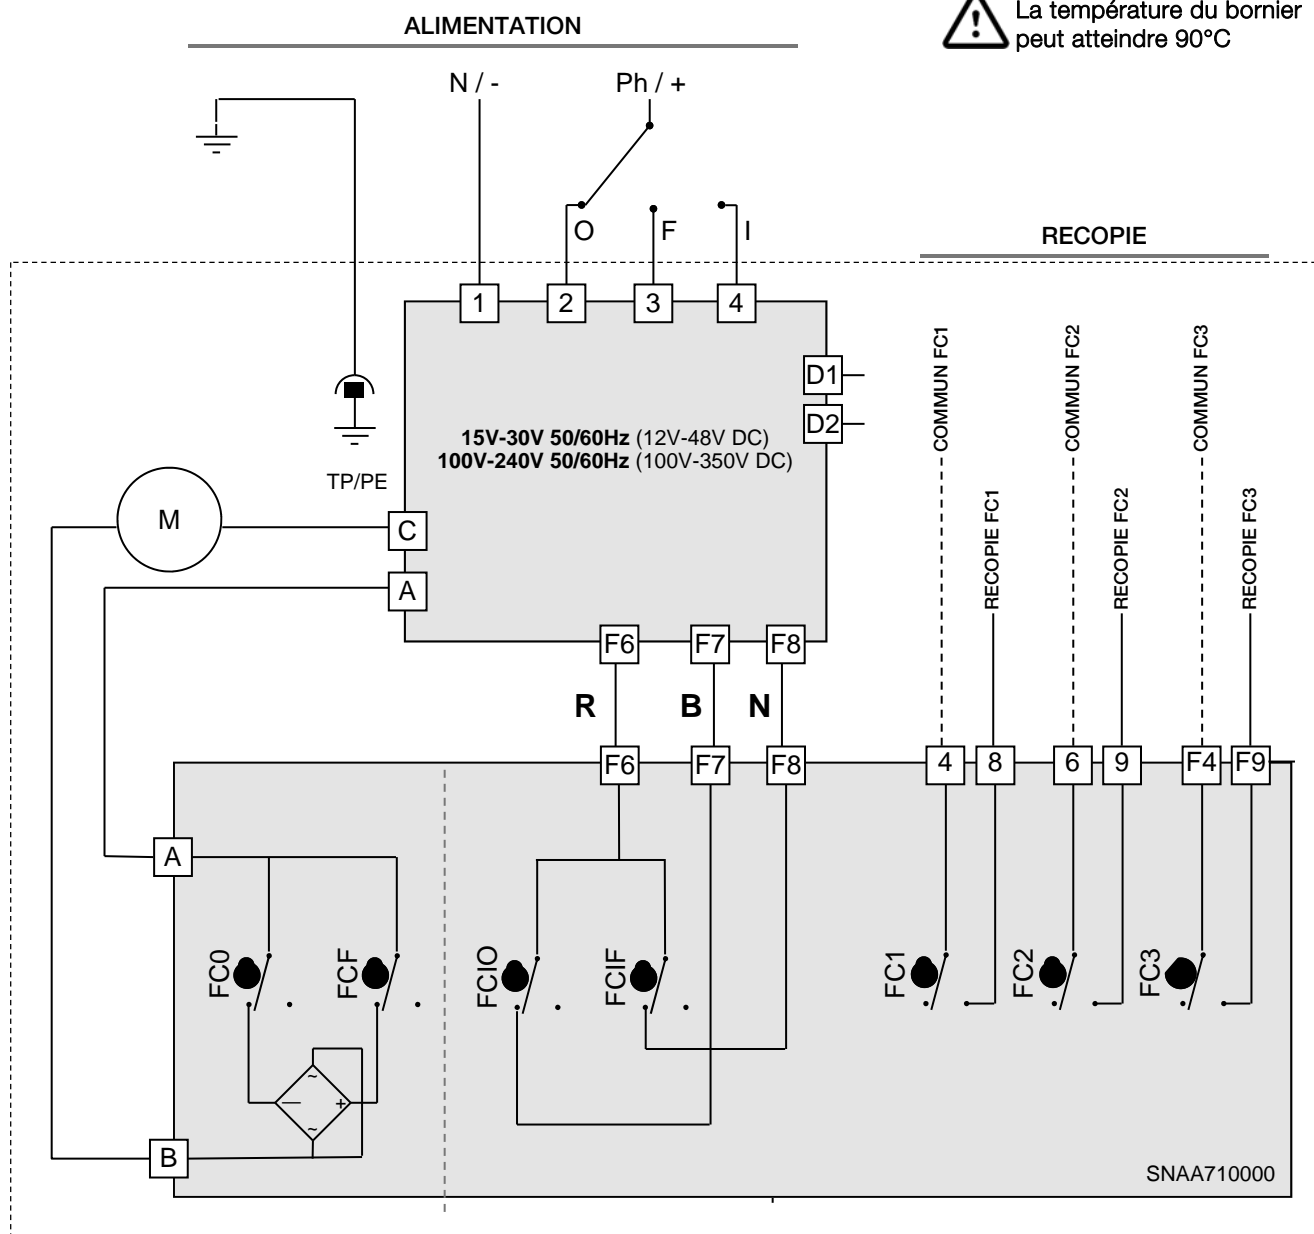 ALIMENTATION
La température du bornier
peut atteindre 90°C
N / -
Ph / +
O
F
I
RECOPIE
1
2
3
4
D1
D2
15V-30V 50/60Hz (12V-48V DC)
100V-240V 50/60Hz (100V-350V DC)
TP/PE
M
C
A
COMMUN FC1
COMMUN FC2
COMMUN FC3
RECOPIE FC1
RECOPIE FC2
RECOPIE FC3
F6
F7
F8
R
B
N
F6
F7
F8
4
8
6
9
F4
F9
A
FC0
FCF
FCIO
FCIF
FC1
FC2
FC3
~
—
+
~
B
SNAA710000